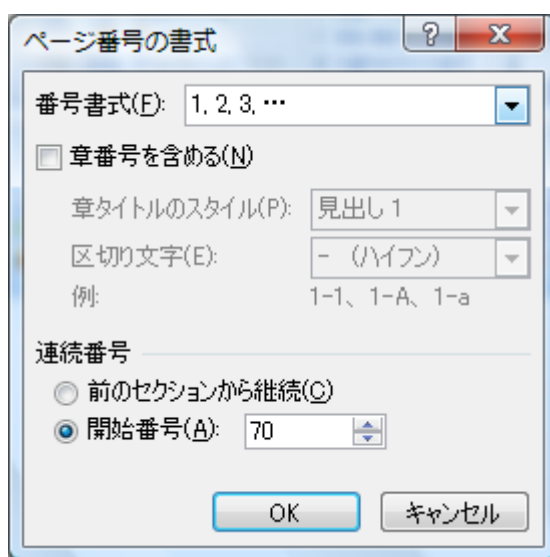 ページ番号の書式
番号書式(F): 1, 2, 3, …
章番号を含める(N)
章タイトルのスタイル(P): 見出し 1
区切り文字(E): - (ハイフン)
例: 1-1、1-A、1-a
連続番号
前のセクションから継続(C)
開始番号(A): 70
OK キャンセル